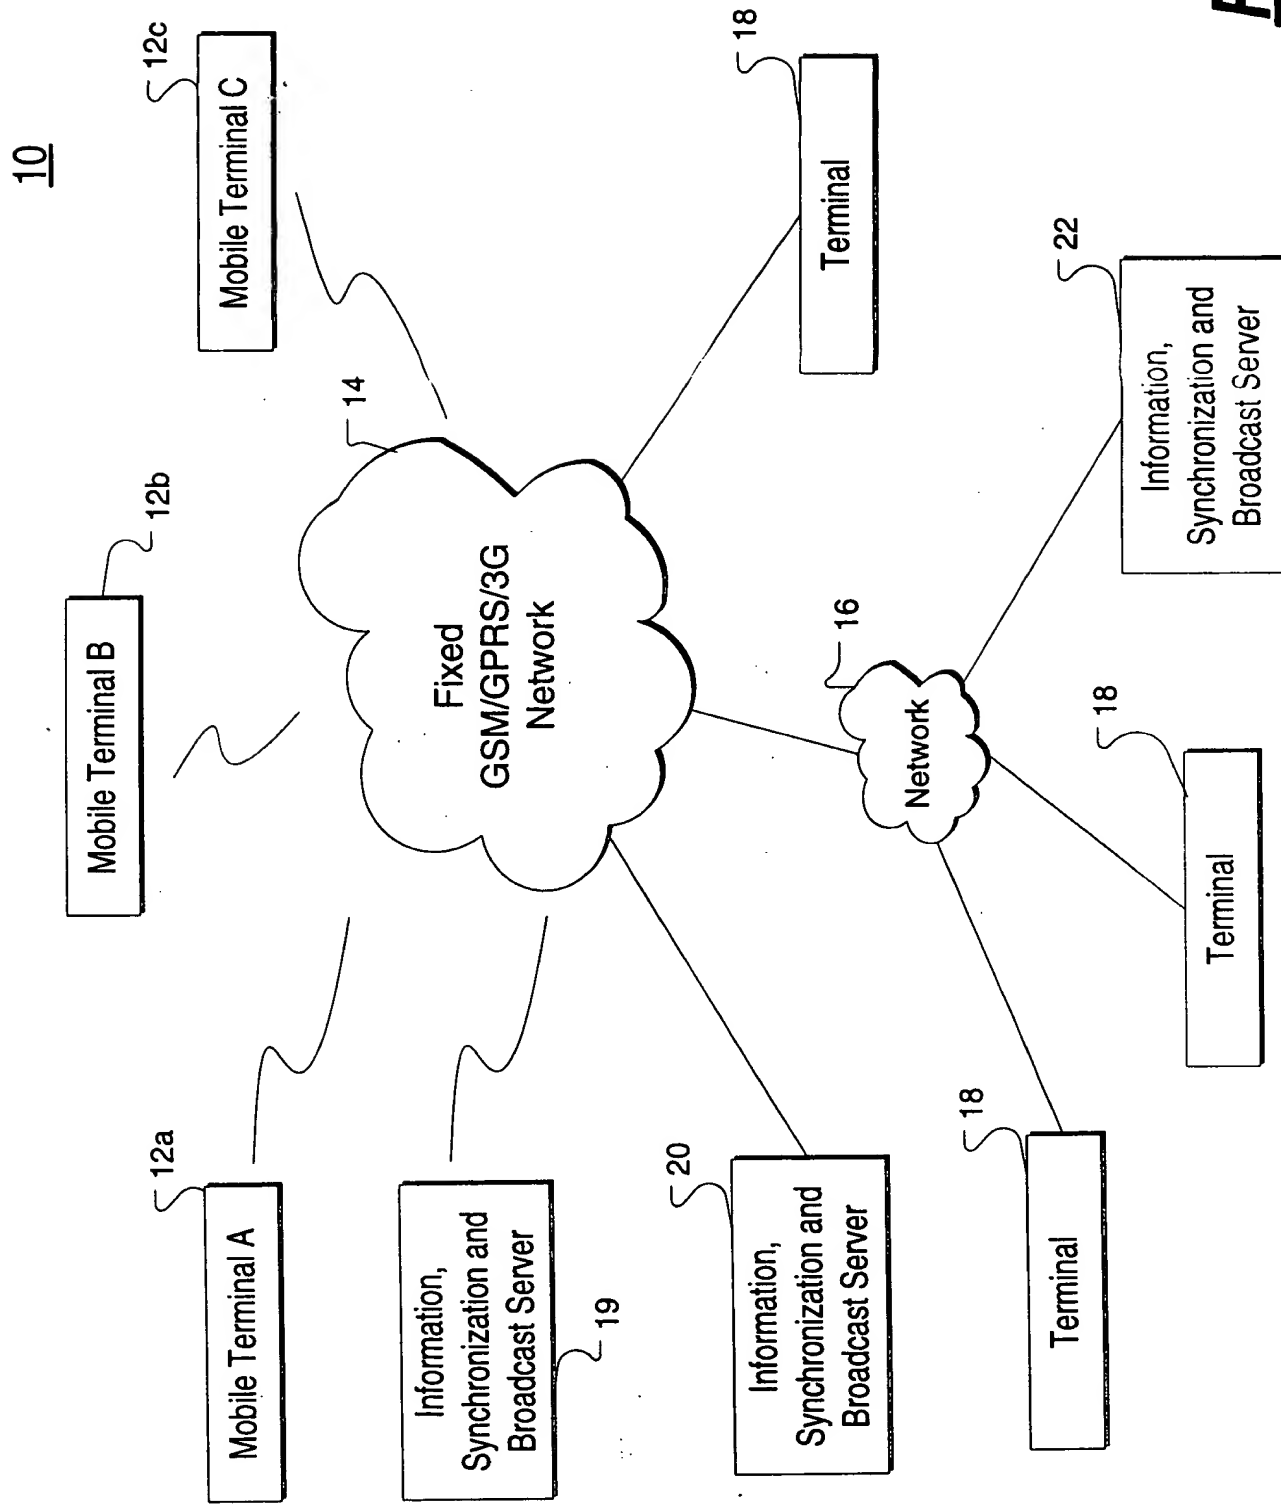 10
12a
Mobile Terminal A
12b
Mobile Terminal B
12c
Mobile Terminal C
14
Fixed
GSM/GPRS/3G
Network
Information,
Synchronization and
Broadcast Server
19
20
Information,
Synchronization and
Broadcast Server
16
Network
18
Terminal
18
Terminal
18
Terminal
22
Information,
Synchronization and
Broadcast Server